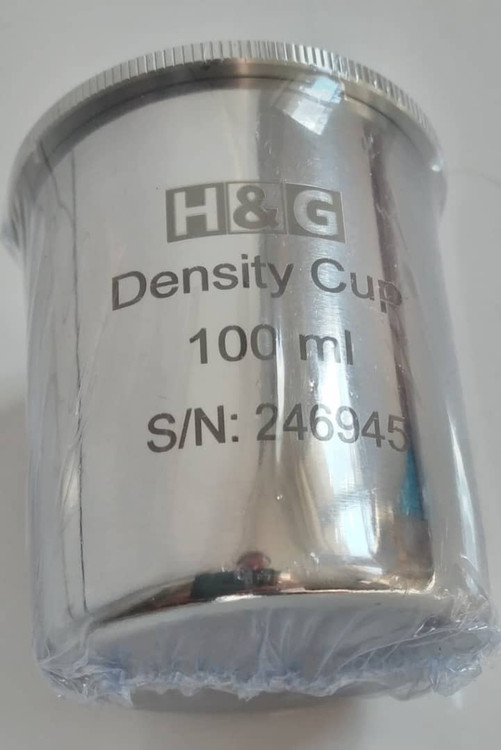 H&G
Density Cup
100 ml
S/N: 246945